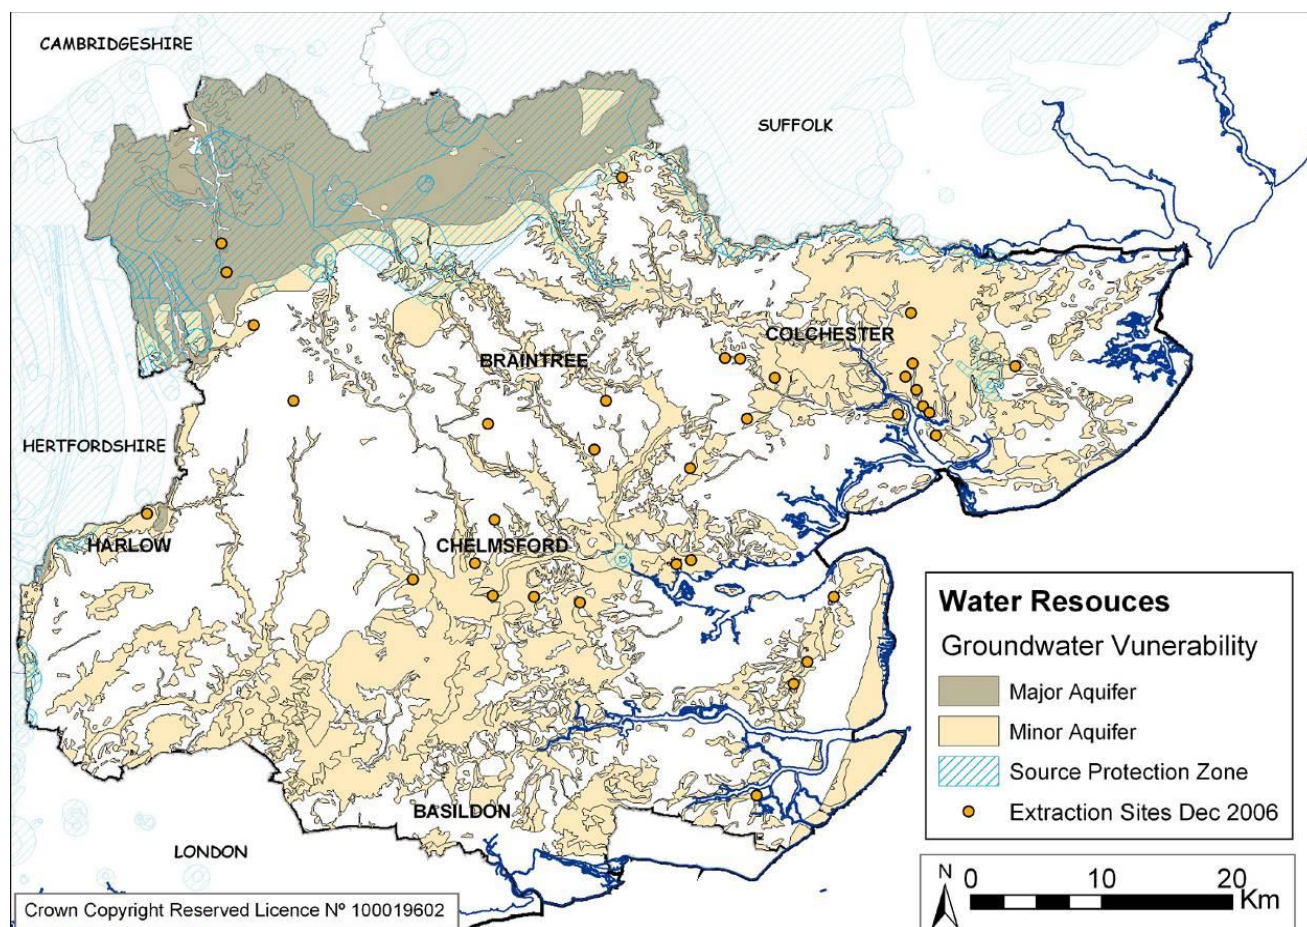 CAMBRIDGESHIRE
SUFFOLK
COLCHESTER
BRAINTREE
HERTFORDSHIRE
HARLOW
CHELMSFORD
BASILDON
LONDON
Water Resouces
Groundwater Vunerability
Major Aquifer
Minor Aquifer
Source Protection Zone
Extraction Sites Dec 2006
N
0 10 20
Km
Crown Copyright Reserved Licence Nº 100019602